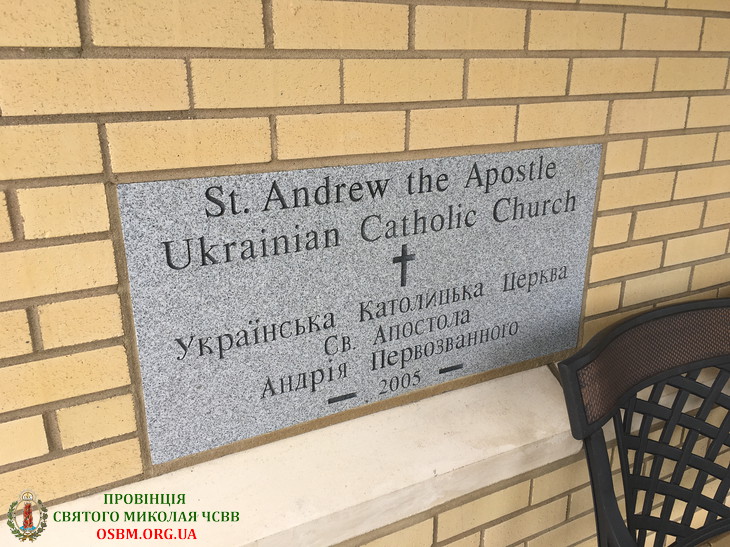 St. Andrew the Apostle
Ukrainian Catholic Church
Українська Католицька Церква
Св. Апостола
Андрія Первозванного
2005
ПРОВІНЦІЯ
СВЯТОГО МИКОЛАЯ ЧСВВ
OSBM.ORG.UA